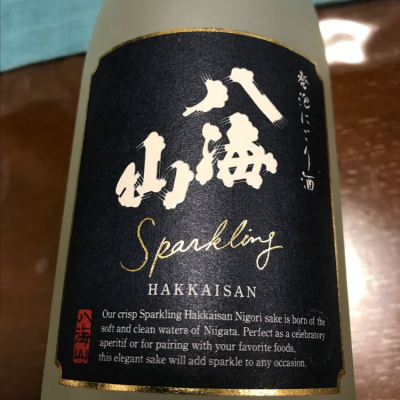 発泡にごり酒
八海山
Sparkling
HAKKAISAN
八海山
Our crisp Sparkling Hakkaisan Nigori sake is born of the
soft and clean waters of Niigata. Perfect as a celebratory
aperitif or for pairing with your favorite foods,
this elegant sake will add sparkle to any occasion.